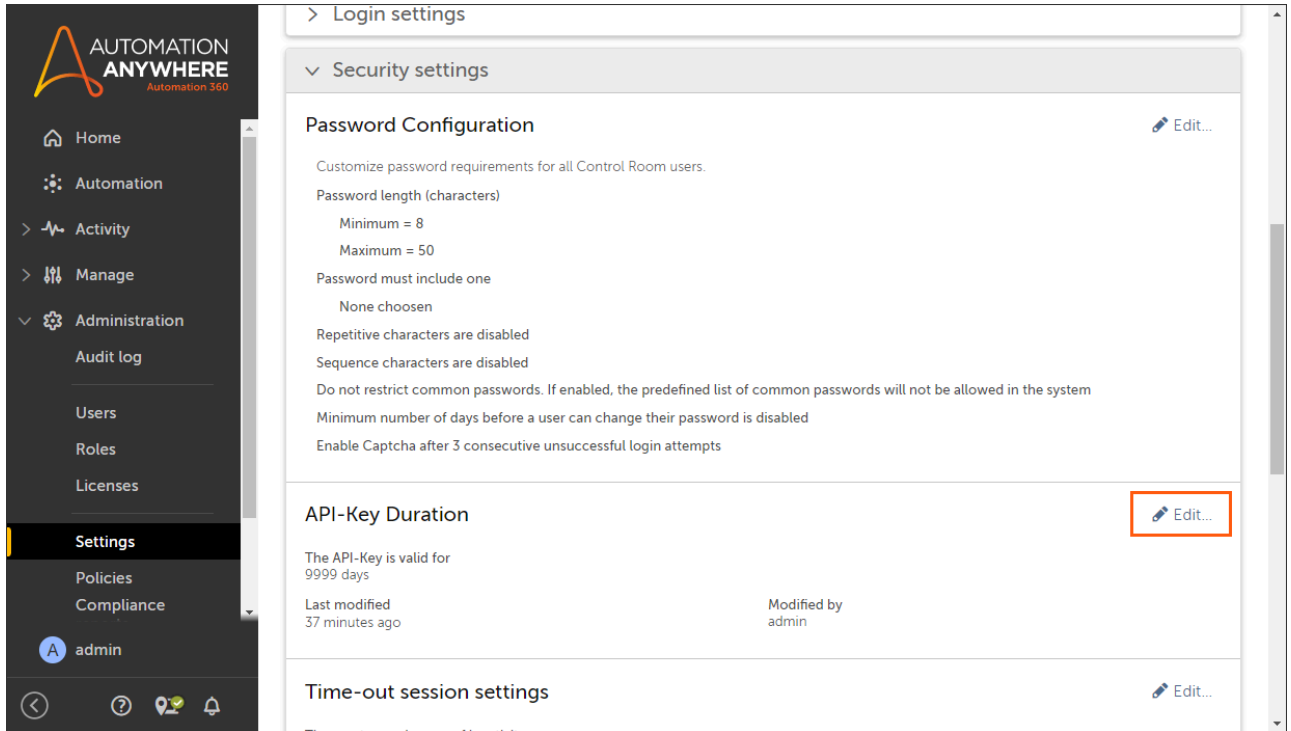 AUTOMATION
ANYWHERE
Automation 360
Home
Automation
Activity
Manage
Administration
Audit log
Users
Roles
Licenses
Settings
Policies
Compliance
A admin
Login settings
Security settings
Password Configuration
Edit...
Customize password requirements for all Control Room users.
Password length (characters)
Minimum = 8
Maximum = 50
Password must include one
None choosen
Repetitive characters are disabled
Sequence characters are disabled
Do not restrict common passwords. If enabled, the predefined list of common passwords will not be allowed in the system
Minimum number of days before a user can change their password is disabled
Enable Captcha after 3 consecutive unsuccessful login attempts
API-Key Duration
Edit...
The API-Key is valid for
9999 days
Last modified
37 minutes ago
Modified by
admin
Time-out session settings
Edit...